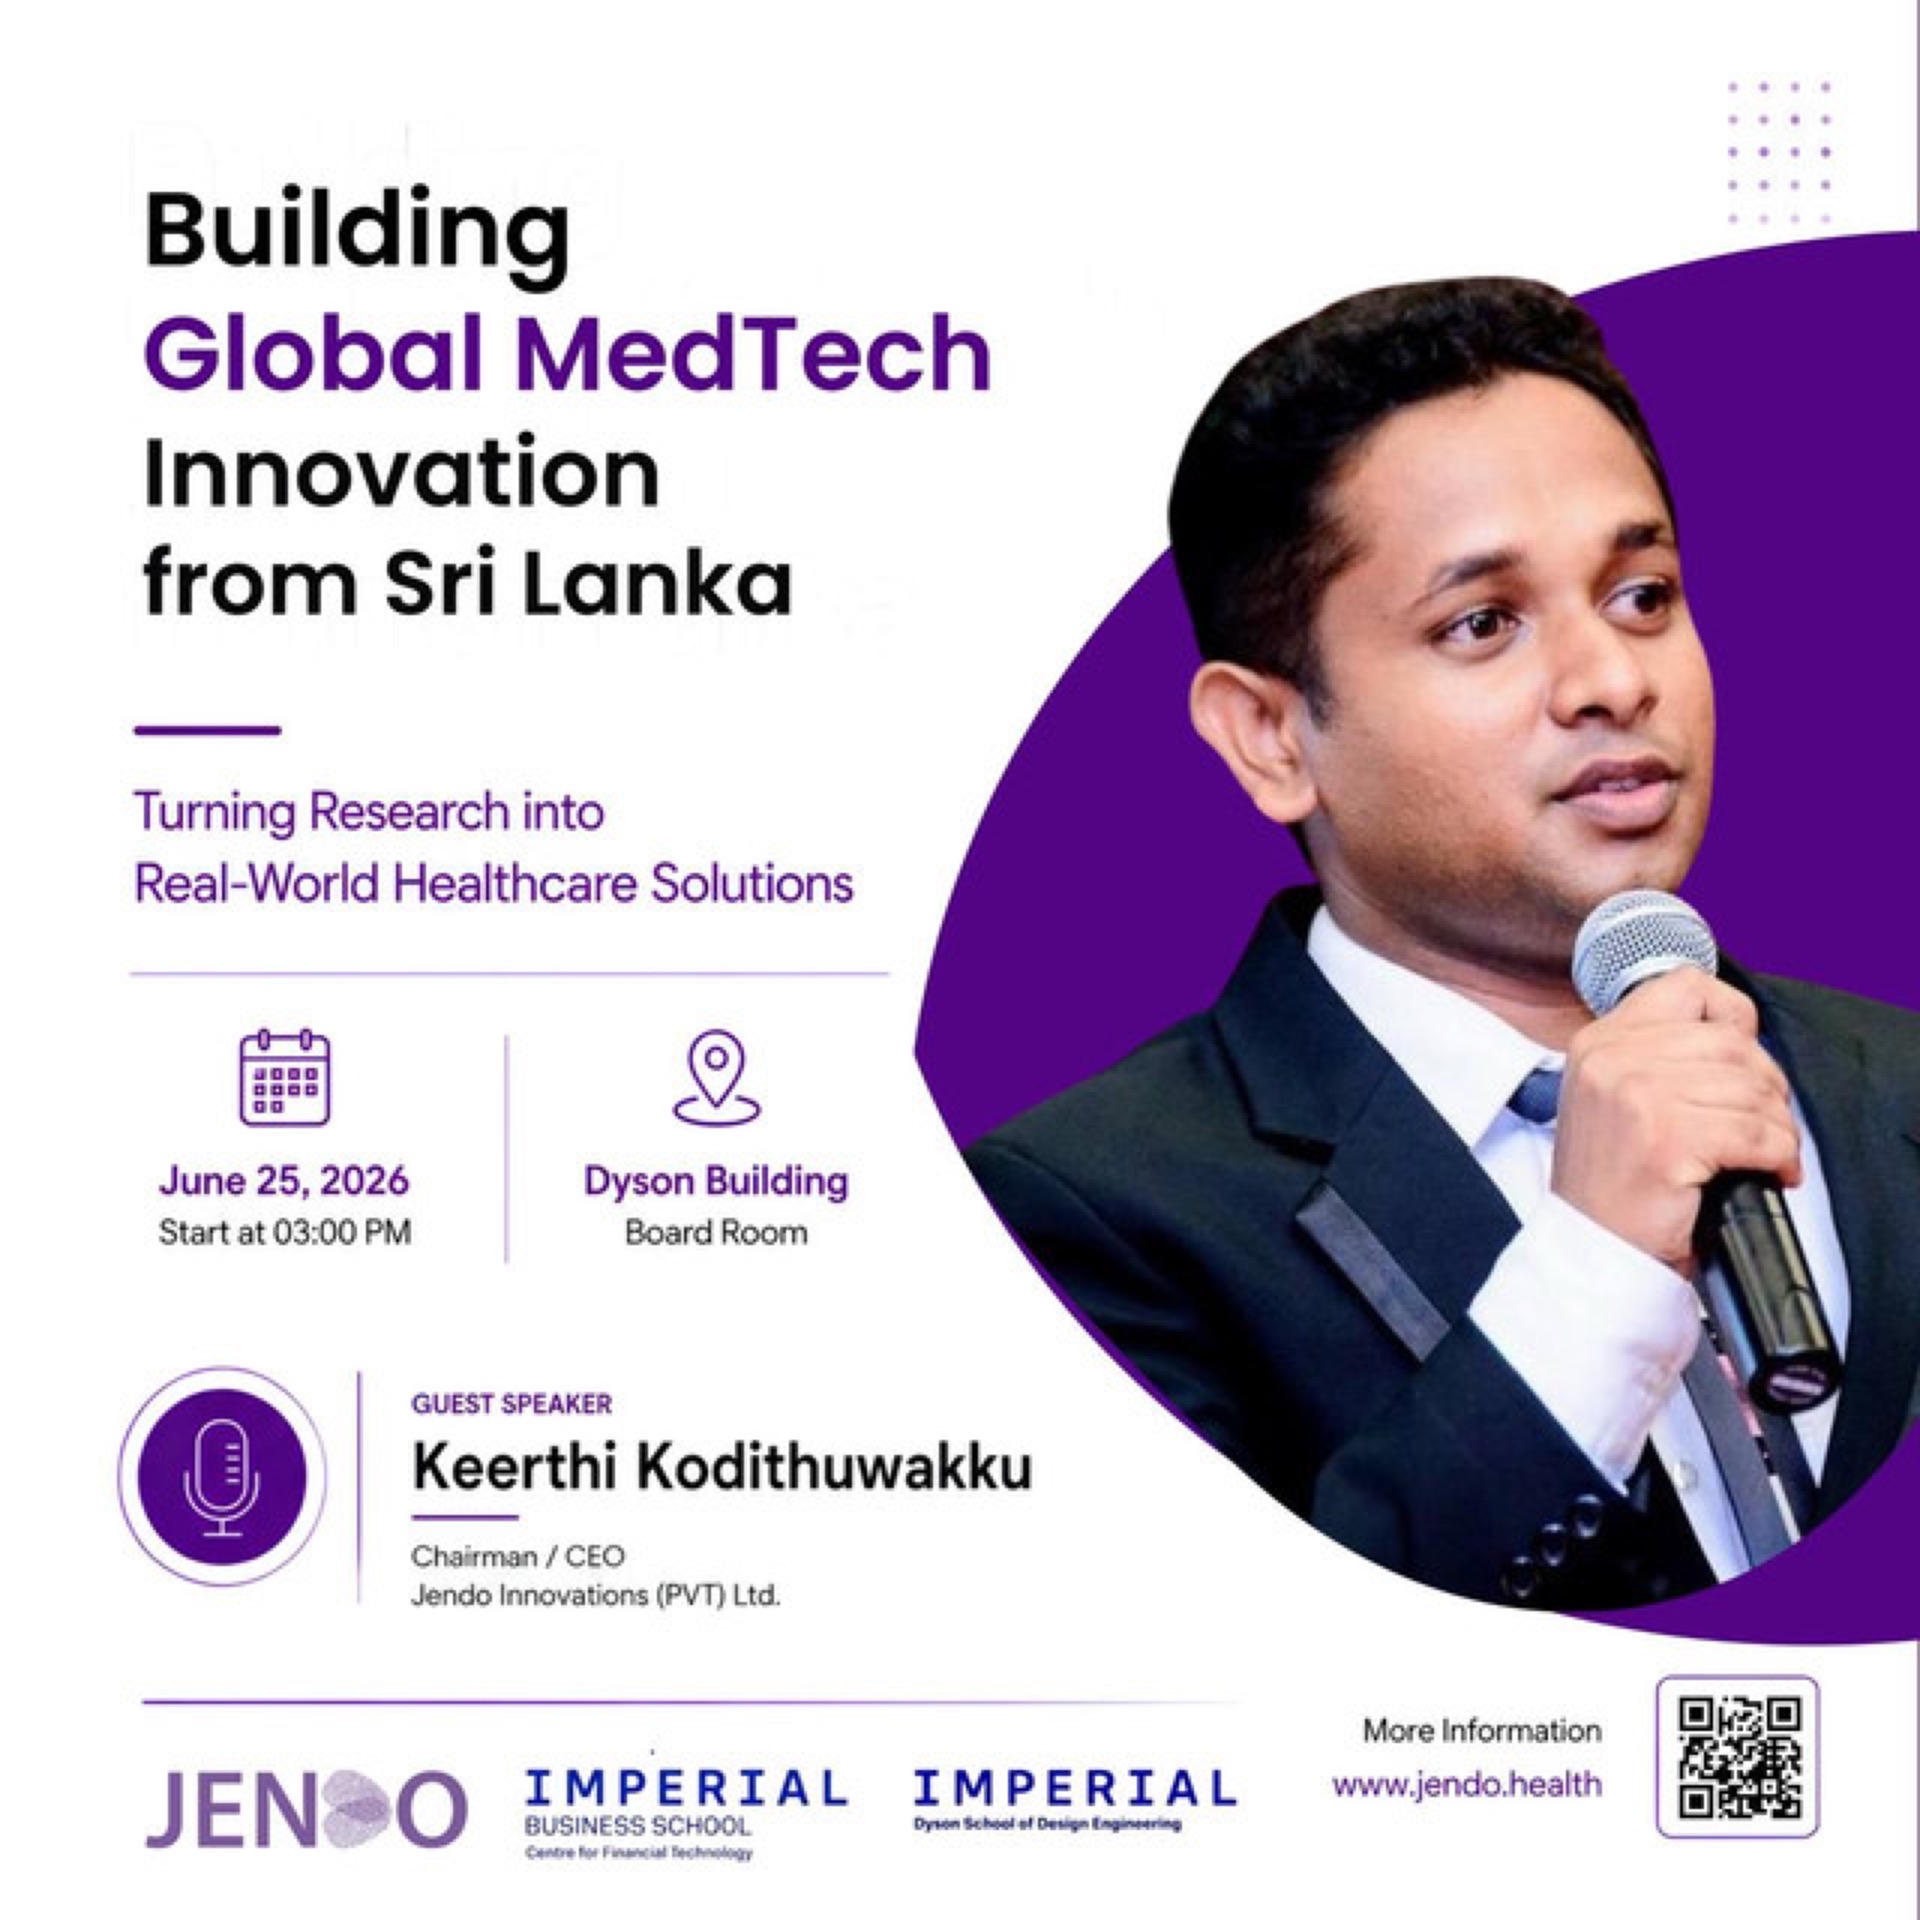 Building
Global MedTech
Innovation
from Sri Lanka
Turning Research into
Real-World Healthcare Solutions
June 25, 2026
Start at 03:00 PM
Dyson Building
Board Room
GUEST SPEAKER
Keerthi Kodithuwakku
Chairman / CEO
Jendo Innovations (PVT) Ltd.
More Information
www.jendo.health
JENDO
IMPERIAL
BUSINESS SCHOOL
Centre for Financial Technology
IMPERIAL
Dyson School of Design Engineering